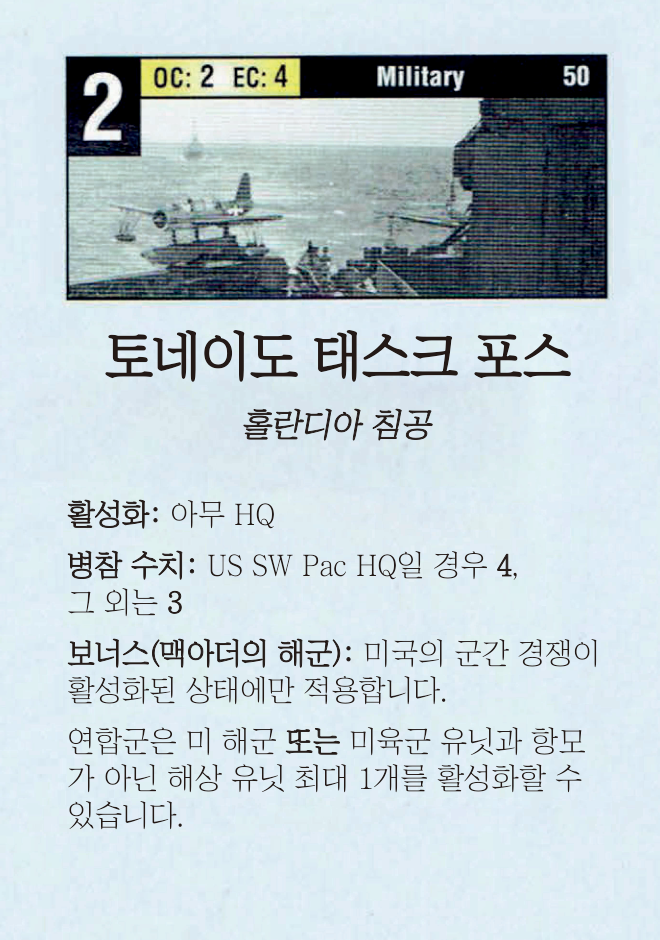 2 OC: 2 EC: 4 Military 50
토네이도 태스크 포스
홀란디아 침공
활성화: 아무 HQ
병참 수치: US SW Pac HQ일 경우 4,
그 외는 3
보너스(맥아더의 해군): 미국의 군간 경쟁이
활성화된 상태에만 적용합니다.
연합군은 미 해군 또는 미육군 유닛과 항모
가 아닌 해상 유닛 최대 1개를 활성화할 수
있습니다.